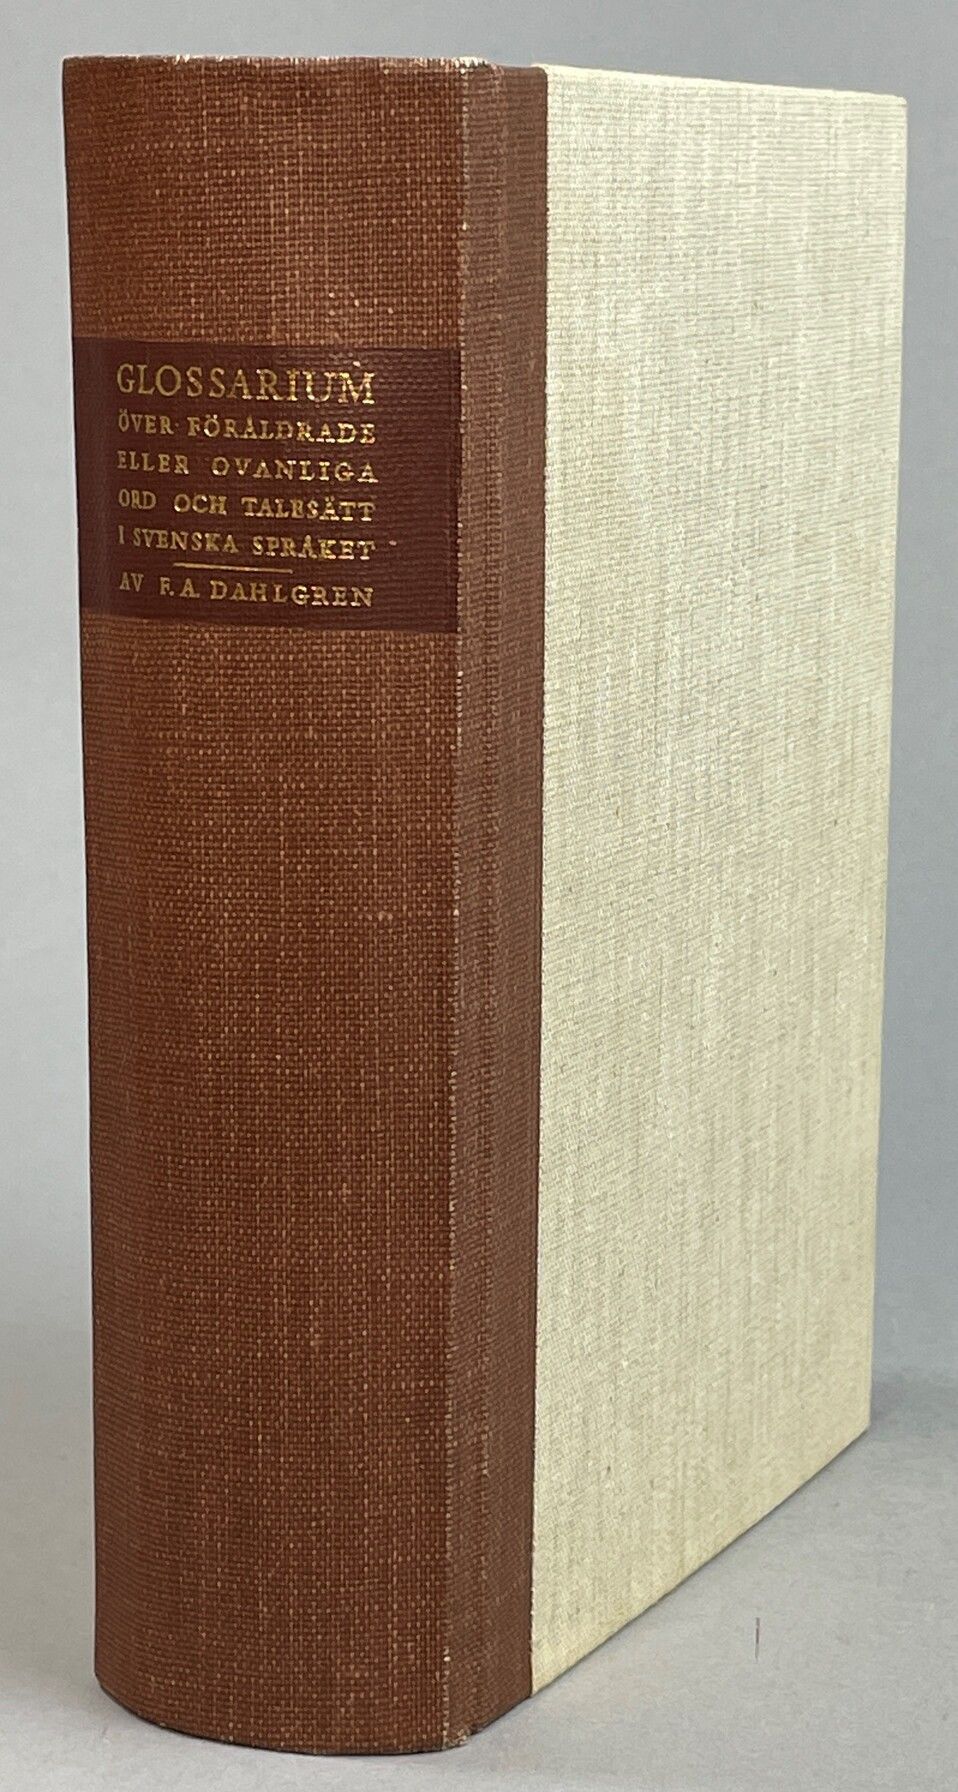 GLOSSARIUM
ÖVER FÖRÅLDRADE
ELLER OVANLIGA
ORD OCH TALESÄTT
I SVENSKA SPRÅKET
AV F. A. DAHLGREN